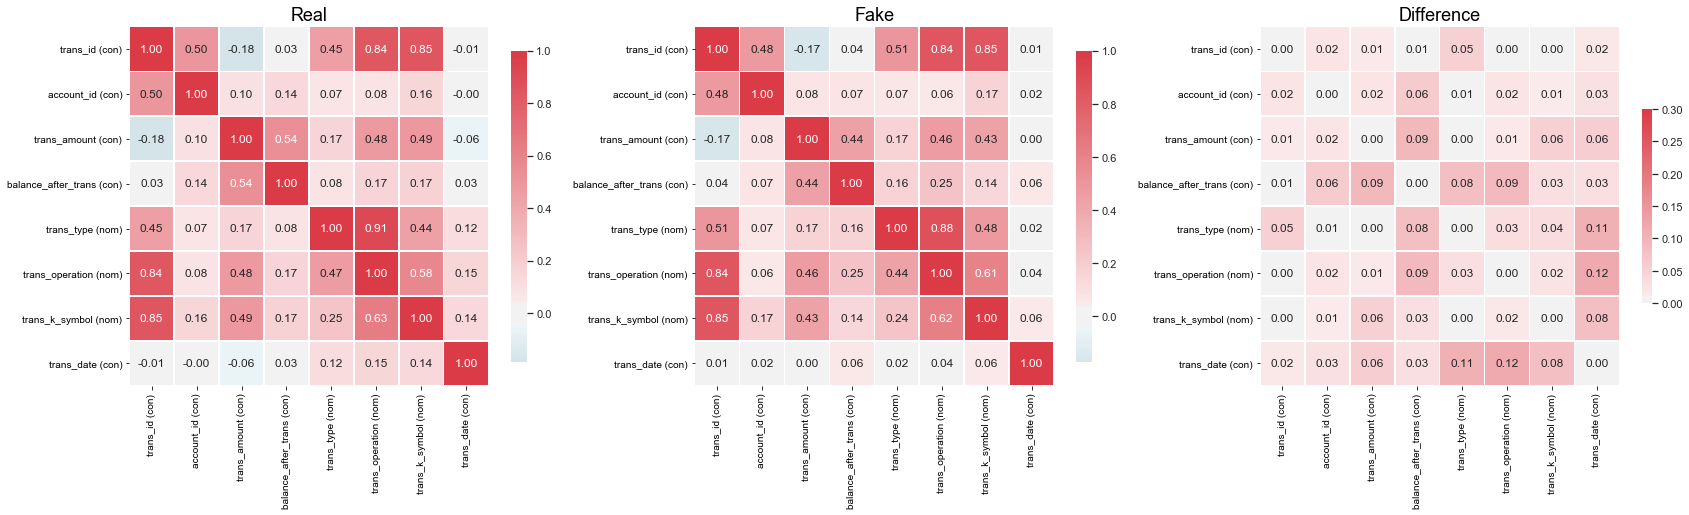 Real
trans_id (con) 1.00 0.50 -0.18 0.03 0.45 0.84 0.85 -0.01
account_id (con) 0.50 1.00 0.10 0.14 0.07 0.08 0.16 -0.00
trans_amount (con) -0.18 0.10 1.00 0.54 0.17 0.48 0.49 -0.06
balance_after_trans (con) 0.03 0.14 0.54 1.00 0.08 0.17 0.17 0.03
trans_type (nom) 0.45 0.07 0.17 0.08 1.00 0.91 0.44 0.12
trans_operation (nom) 0.84 0.08 0.48 0.17 0.47 1.00 0.58 0.15
trans_k_symbol (nom) 0.85 0.16 0.49 0.17 0.25 0.63 1.00 0.14
trans_date (con) -0.01 -0.00 -0.06 0.03 0.12 0.15 0.14 1.00
trans_id (con)
account_id (con)
trans_amount (con)
balance_after_trans (con)
trans_type (nom)
trans_operation (nom)
trans_k_symbol (nom)
trans_date (con)
1.0
0.8
0.6
0.4
0.2
0.0
Fake
trans_id (con) 1.00 0.48 -0.17 0.04 0.51 0.84 0.85 0.01
account_id (con) 0.48 1.00 0.08 0.07 0.07 0.06 0.17 0.02
trans_amount (con) -0.17 0.08 1.00 0.44 0.17 0.46 0.43 0.00
balance_after_trans (con) 0.04 0.07 0.44 1.00 0.16 0.25 0.14 0.06
trans_type (nom) 0.51 0.07 0.17 0.16 1.00 0.88 0.48 0.02
trans_operation (nom) 0.84 0.06 0.46 0.25 0.44 1.00 0.61 0.04
trans_k_symbol (nom) 0.85 0.17 0.43 0.14 0.24 0.62 1.00 0.06
trans_date (con) 0.01 0.02 0.00 0.06 0.02 0.04 0.06 1.00
trans_id (con)
account_id (con)
trans_amount (con)
balance_after_trans (con)
trans_type (nom)
trans_operation (nom)
trans_k_symbol (nom)
trans_date (con)
1.0
0.8
0.6
0.4
0.2
0.0
Difference
trans_id (con) 0.00 0.02 0.01 0.01 0.05 0.00 0.00 0.02
account_id (con) 0.02 0.00 0.02 0.06 0.01 0.02 0.01 0.03
trans_amount (con) 0.01 0.02 0.00 0.09 0.00 0.01 0.06 0.06
balance_after_trans (con) 0.01 0.06 0.09 0.00 0.08 0.09 0.03 0.03
trans_type (nom) 0.05 0.01 0.00 0.08 0.00 0.03 0.04 0.11
trans_operation (nom) 0.00 0.02 0.01 0.09 0.03 0.00 0.02 0.12
trans_k_symbol (nom) 0.00 0.01 0.06 0.03 0.00 0.02 0.00 0.08
trans_date (con) 0.02 0.03 0.06 0.03 0.11 0.12 0.08 0.00
trans_id (con)
account_id (con)
trans_amount (con)
balance_after_trans (con)
trans_type (nom)
trans_operation (nom)
trans_k_symbol (nom)
trans_date (con)
0.30
0.25
0.20
0.15
0.10
0.05
0.00